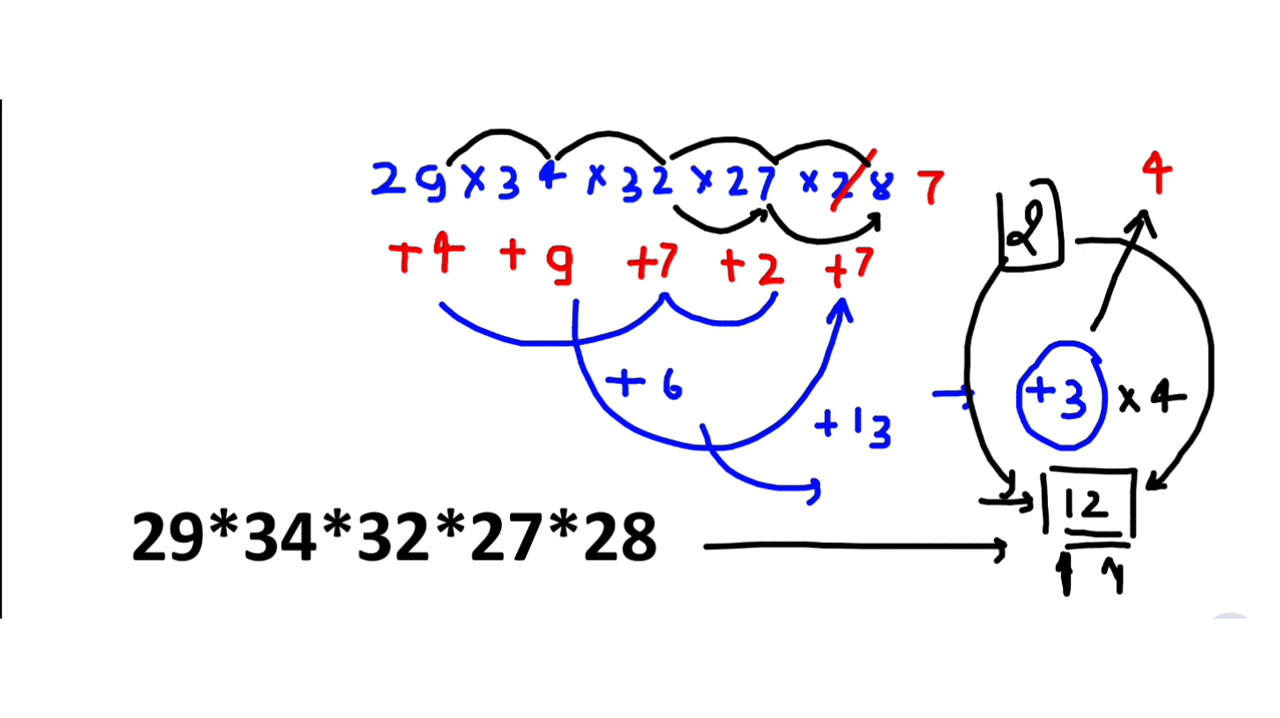 29 × 34 × 32 × 27 × 28 7
4
2
+4 + 9 +7 + 2 +7
+ 6
+3 × 4
+13
12
29*34*32*27*28